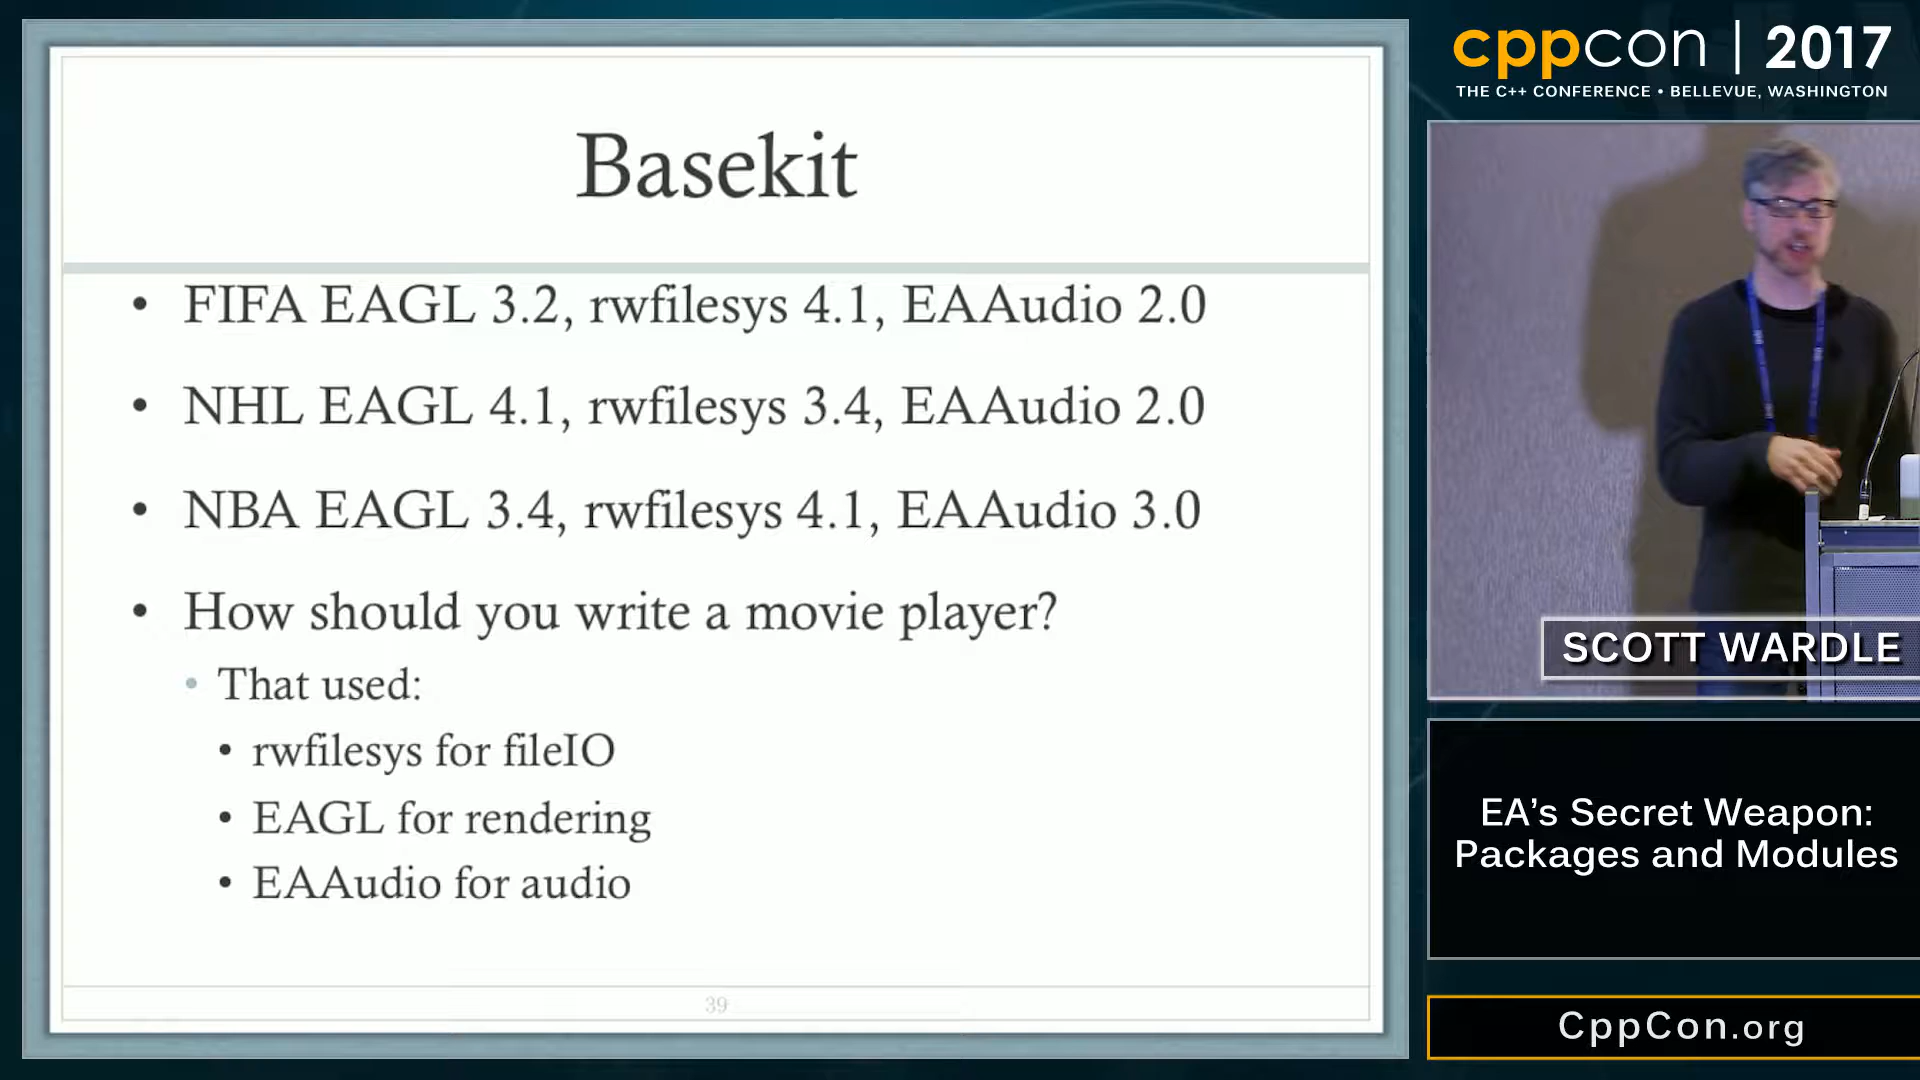 Basekit
• FIFA EAGL 3.2, rwfilesys 4.1, EAAudio 2.0
• NHL EAGL 4.1, rwfilesys 3.4, EAAudio 2.0
• NBA EAGL 3.4, rwfilesys 4.1, EAAudio 3.0
• How should you write a movie player?
• That used:
• rwfilesys for fileIO
• EAGL for rendering
• EAAudio for audio
39
cppcon | 2017
THE C++ CONFERENCE • BELLEVUE, WASHINGTON
SCOTT WARDLE
EA’s Secret Weapon:
Packages and Modules
CppCon.org